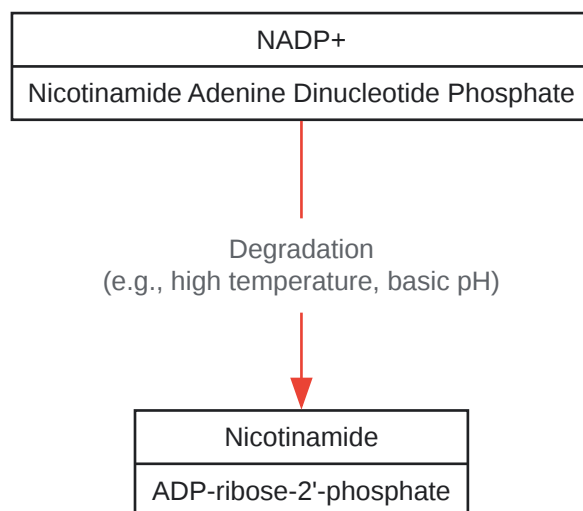 NADP+
Nicotinamide Adenine Dinucleotide Phosphate
Degradation
(e.g., high temperature, basic pH)
Nicotinamide
ADP-ribose-2'-phosphate